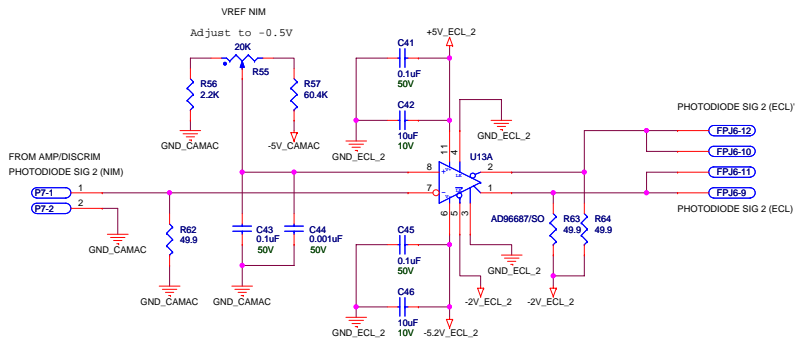 VREF NIM
Adjust to -0.5V
20K
R55
R56
2.2K
R57
60.4K
GND_CAMAC
-5V_CAMAC
+5V_ECL_2
C41
0.1uF
50V
C42
10uF
10V
GND_ECL_2
GND_ECL_2
11
4
U13A
8
7
2
1
6
5
3
AD96687/SO
FROM AMP/DISCRIM
PHOTODIODE SIG 2 (NIM)
P7-1
1
P7-2
2
GND_CAMAC
R62
49.9
GND_CAMAC
C43
0.1uF
50V
C44
0.001uF
50V
GND_CAMAC
C45
0.1uF
50V
C46
10uF
10V
GND_ECL_2
-5.2V_ECL_2
-2V_ECL_2
GND_ECL_2
R63
49.9
R64
49.9
-2V_ECL_2
PHOTODIODE SIG 2 (ECL)'
FPJ6-12
FPJ6-10
FPJ6-11
FPJ6-9
PHOTODIODE SIG 2 (ECL)